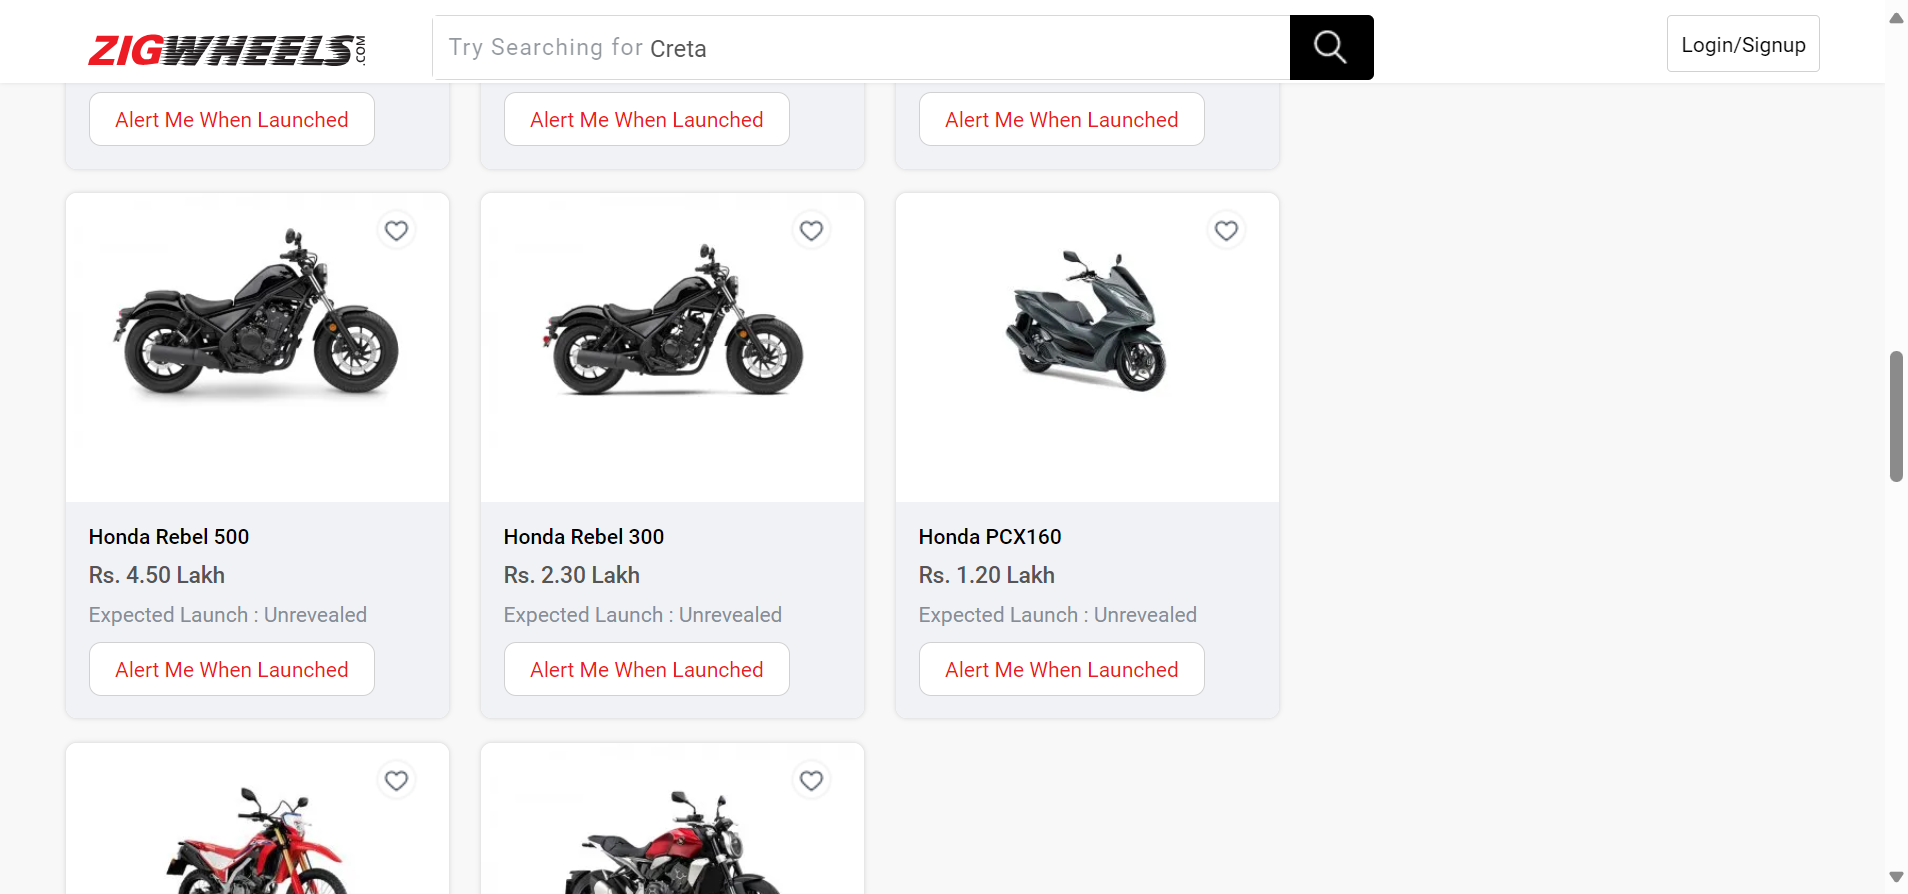 ZIGWHEELS.COM
Try Searching for Creta
Login/Signup
Alert Me When Launched
Alert Me When Launched
Alert Me When Launched
Honda Rebel 500
Rs. 4.50 Lakh
Expected Launch : Unrevealed
Alert Me When Launched
Honda Rebel 300
Rs. 2.30 Lakh
Expected Launch : Unrevealed
Alert Me When Launched
Honda PCX160
Rs. 1.20 Lakh
Expected Launch : Unrevealed
Alert Me When Launched